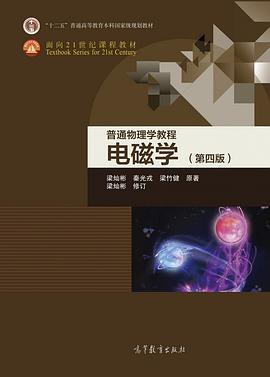 “十二五”普通高等教育本科国家级规划教材
面向21世纪课程教材
Textbook Series for 21st Century
普通物理学教程
电磁学（第四版）
梁灿彬 秦光戎 梁竹健 原著
梁灿彬 修订
高等教育出版社